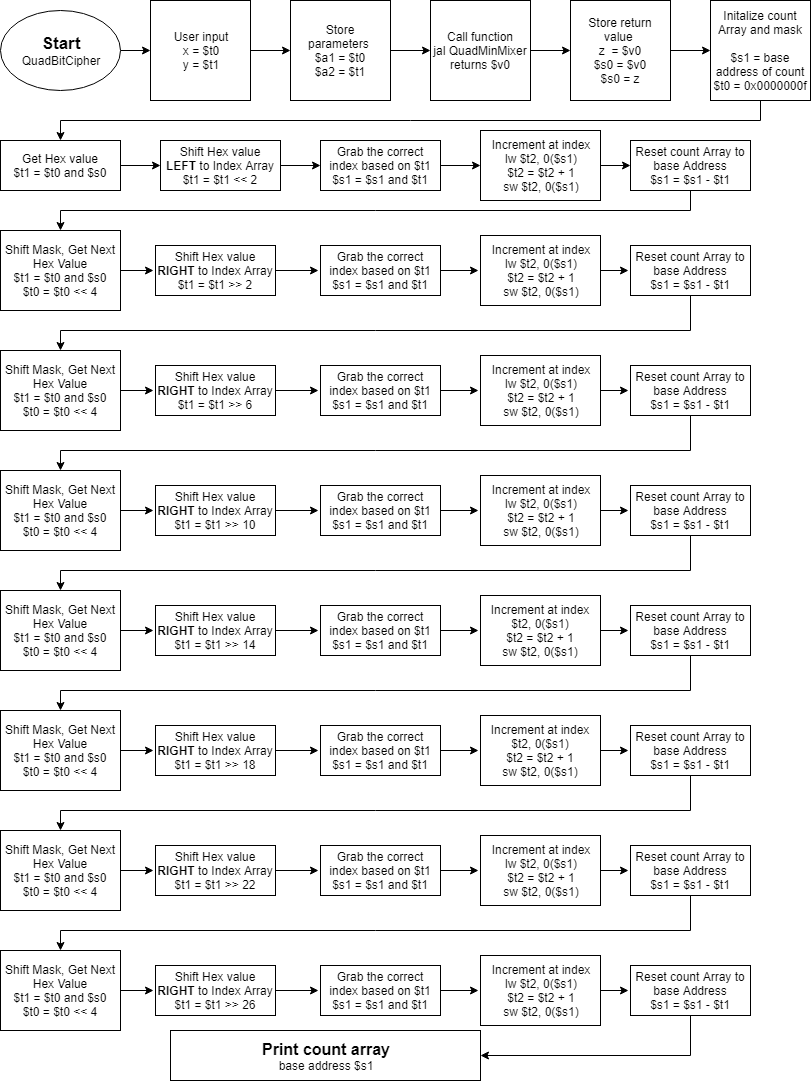 Start
QuadBitCipher
User input
x = $t0
y = $t1
Store
parameters
$a1 = $t0
$a2 = $t1
Call function
jal QuadMinMixer
returns $v0
Store return
value
z = $v0
$s0 = $v0
$s0 = z
Initalize count
Array and mask
$s1 = base
address of count
$t0 = 0x0000000f
Get Hex value
$t1 = $t0 and $s0
Shift Hex value
LEFT to Index Array
$t1 = $t1 << 2
Grab the correct
index based on $t1
$s1 = $s1 and $t1
Increment at index
lw $t2, 0($s1)
$t2 = $t2 + 1
sw $t2, 0($s1)
Reset count Array to
base Address
$s1 = $s1 - $t1
Shift Mask, Get Next
Hex Value
$t1 = $t0 and $s0
$t0 = $t0 << 4
Shift Hex value
RIGHT to Index Array
$t1 = $t1 >> 2
Grab the correct
index based on $t1
$s1 = $s1 and $t1
Increment at index
lw $t2, 0($s1)
$t2 = $t2 + 1
sw $t2, 0($s1)
Reset count Array to
base Address
$s1 = $s1 - $t1
Shift Mask, Get Next
Hex Value
$t1 = $t0 and $s0
$t0 = $t0 << 4
Shift Hex value
RIGHT to Index Array
$t1 = $t1 >> 6
Grab the correct
index based on $t1
$s1 = $s1 and $t1
Increment at index
lw $t2, 0($s1)
$t2 = $t2 + 1
sw $t2, 0($s1)
Reset count Array to
base Address
$s1 = $s1 - $t1
Shift Mask, Get Next
Hex Value
$t1 = $t0 and $s0
$t0 = $t0 << 4
Shift Hex value
RIGHT to Index Array
$t1 = $t1 >> 10
Grab the correct
index based on $t1
$s1 = $s1 and $t1
Increment at index
lw $t2, 0($s1)
$t2 = $t2 + 1
sw $t2, 0($s1)
Reset count Array to
base Address
$s1 = $s1 - $t1
Shift Mask, Get Next
Hex Value
$t1 = $t0 and $s0
$t0 = $t0 << 4
Shift Hex value
RIGHT to Index Array
$t1 = $t1 >> 14
Grab the correct
index based on $t1
$s1 = $s1 and $t1
Increment at index
$t2, 0($s1)
$t2 = $t2 + 1
sw $t2, 0($s1)
Reset count Array to
base Address
$s1 = $s1 - $t1
Shift Mask, Get Next
Hex Value
$t1 = $t0 and $s0
$t0 = $t0 << 4
Shift Hex value
RIGHT to Index Array
$t1 = $t1 >> 18
Grab the correct
index based on $t1
$s1 = $s1 and $t1
Increment at index
$t2, 0($s1)
$t2 = $t2 + 1
sw $t2, 0($s1)
Reset count Array to
base Address
$s1 = $s1 - $t1
Shift Mask, Get Next
Hex Value
$t1 = $t0 and $s0
$t0 = $t0 << 4
Shift Hex value
RIGHT to Index Array
$t1 = $t1 >> 22
Grab the correct
index based on $t1
$s1 = $s1 and $t1
Increment at index
lw $t2, 0($s1)
$t2 = $t2 + 1
sw $t2, 0($s1)
Reset count Array to
base Address
$s1 = $s1 - $t1
Shift Mask, Get Next
Hex Value
$t1 = $t0 and $s0
$t0 = $t0 << 4
Shift Hex value
RIGHT to Index Array
$t1 = $t1 >> 26
Grab the correct
index based on $t1
$s1 = $s1 and $t1
Increment at index
lw $t2, 0($s1)
$t2 = $t2 + 1
sw $t2, 0($s1)
Reset count Array to
base Address
$s1 = $s1 - $t1
Print count array
base address $s1